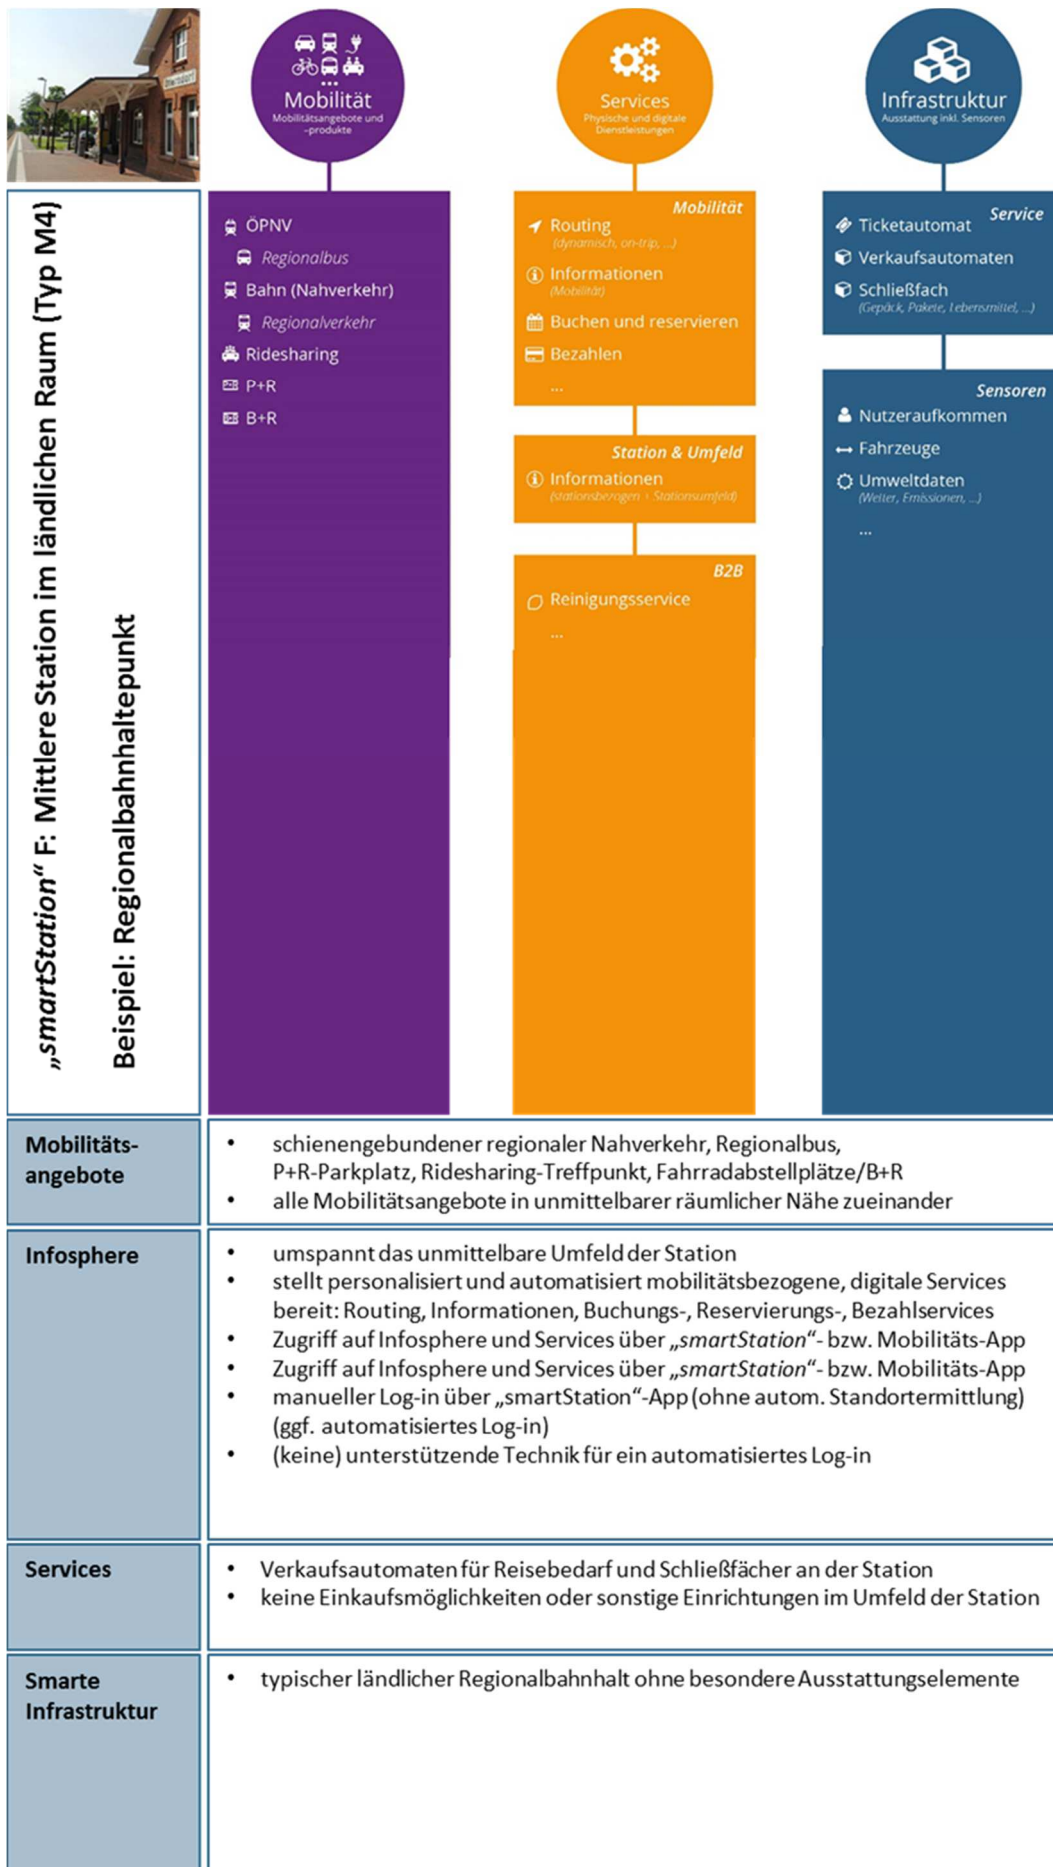 Mobilität
Mobilitätsangebote und
–produkte
Services
Physische und digitale
Dienstleistungen
Infrastruktur
Ausstattung inkl. Sensoren
„smartStation“ F: Mittlere Station im ländlichen Raum (Typ M4)
Beispiel: Regionalbahnhaltepunkt
ÖPNV
Regionalbus
Bahn (Nahverkehr)
Regionalverkehr
Ridesharing
P+R
B+R
Mobilität
Routing
(dynamisch, on-trip, ...)
Informationen
(Mobilität)
Buchen und reservieren
Bezahlen
...
Station & Umfeld
Informationen
(stationsbezogen + Stationsumfeld)
B2B
Reinigungsservice
...
Service
Ticketautomat
Verkaufsautomaten
Schließfach
(Gepäck, Pakete, Lebensmittel, ...)
Sensoren
Nutzeraufkommen
Fahrzeuge
Umweltdaten
(Wetter, Emissionen, ...)
...
Mobilitäts-
angebote
• schienengebundener regionaler Nahverkehr, Regionalbus,
P+R-Parkplatz, Ridesharing-Treffpunkt, Fahrradabstellplätze/B+R
• alle Mobilitätsangebote in unmittelbarer räumlicher Nähe zueinander
Infosphere
• umspannt das unmittelbare Umfeld der Station
• stellt personalisiert und automatisiert mobilitätsbezogene, digitale Services
bereit: Routing, Informationen, Buchungs-, Reservierungs-, Bezahlservices
• Zugriff auf Infosphere und Services über „smartStation“- bzw. Mobilitäts-App
• Zugriff auf Infosphere und Services über „smartStation“- bzw. Mobilitäts-App
• manueller Log-in über „smartStation“-App (ohne autom. Standortermittlung)
(ggf. automatisiertes Log-in)
• (keine) unterstützende Technik für ein automatisiertes Log-in
Services
• Verkaufsautomaten für Reisebedarf und Schließfächer an der Station
• keine Einkaufsmöglichkeiten oder sonstige Einrichtungen im Umfeld der Station
Smarte
Infrastruktur
• typischer ländlicher Regionalbahnhalt ohne besondere Ausstattungselemente